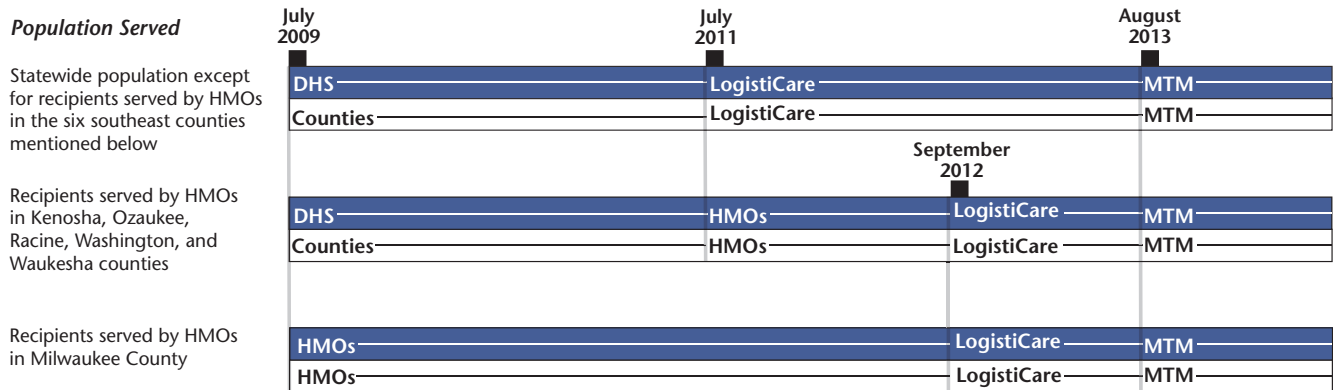 Population Served
July
2009
July
2011
August
2013
Statewide population except
for recipients served by HMOs
in the six southeast counties
mentioned below
DHS LogistiCare MTM
Counties LogistiCare MTM
September
2012
Recipients served by HMOs
in Kenosha, Ozaukee,
Racine, Washington, and
Waukesha counties
DHS HMOs LogistiCare MTM
Counties HMOs LogistiCare MTM
Recipients served by HMOs
in Milwaukee County
HMOs LogistiCare MTM
HMOs LogistiCare MTM